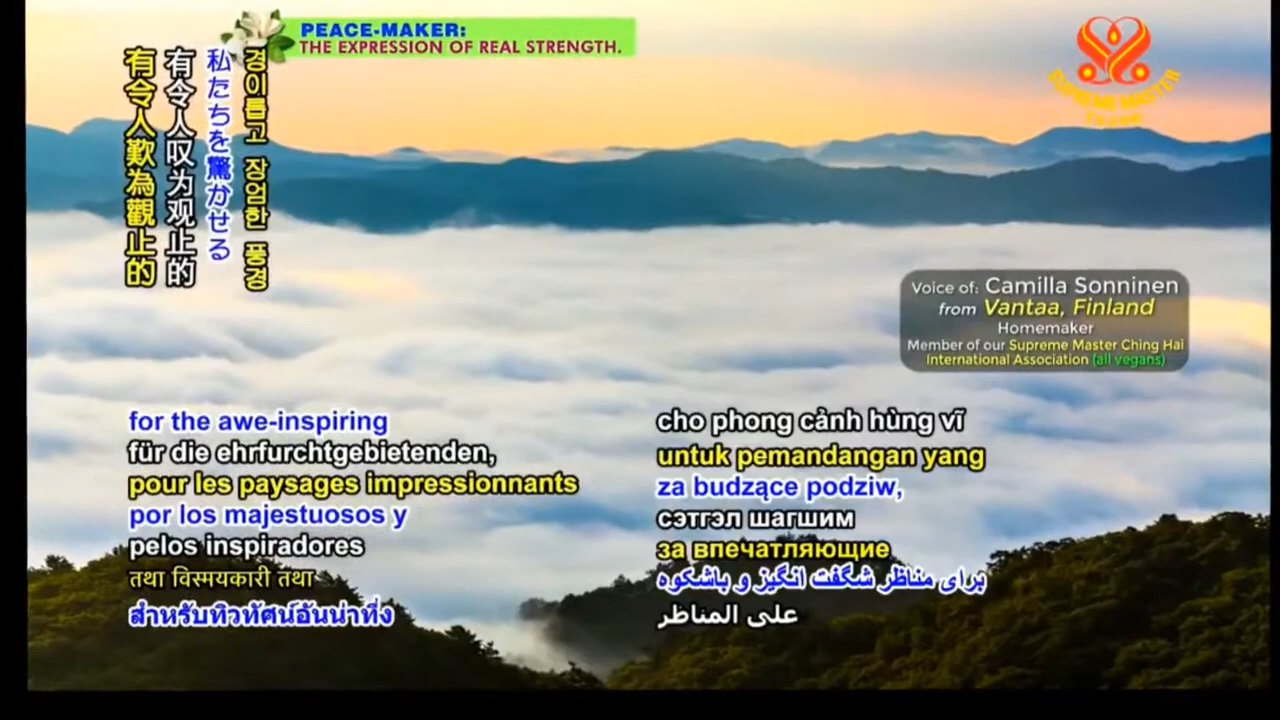 PEACE-MAKER:
THE EXPRESSION OF REAL STRENGTH.
SUPREME MASTER
有令人歎為觀止的
有令人叹为观止的
私たちを驚かせる
경이롭고 장엄한 풍경
Voice of: Camilla Sonninen
from Vantaa, Finland
Homemaker
Member of our Supreme Master Ching Hai
International Association (all vegans)
for the awe-inspiring
für die ehrfurchtgebietenden,
pour les paysages impressionnants
por los majestuosos y
pelos inspiradores
तथा विस्मयकारी तथा
สำหรับทิวทัศน์อันน่าทึ่ง
cho phong cảnh hùng vĩ
untuk pemandangan yang
za budzące podziw,
сэтгэл шагшим
за впечатляющие
برای مناظر شگفت انگیز و باشکوه
على المناظر